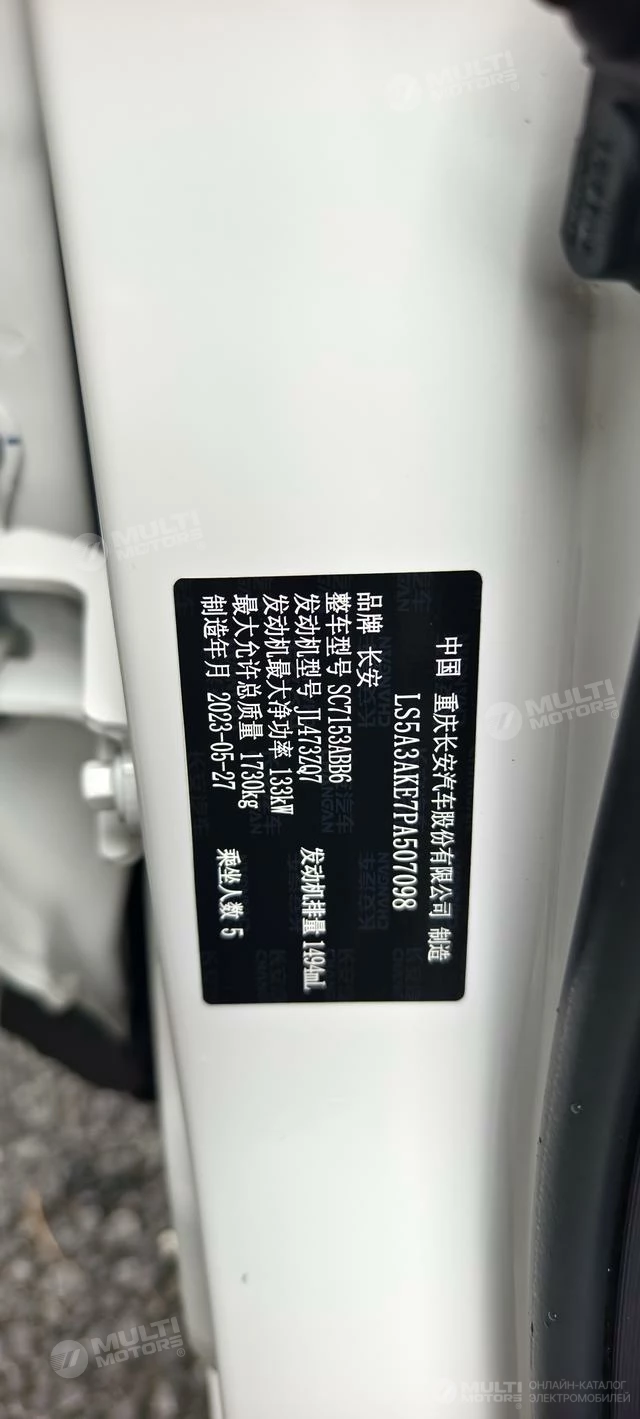 中国 重庆长安汽车股份有限公司 制造
LS5A3AKE7PA507098
品牌 长安
整车型号 SC7153ABB6
发动机型号 JL473ZQ7 发动机排量 1494mL
发动机最大净功率 133kW
最大允许总质量 1730kg
制造年月 2023-05-27 乘坐人数 5
MULTI MOTORS
MULTI MOTORS
MULTI MOTORS
MULTI MOTORS
MULTI MOTORS
ОНЛАЙН-КАТАЛОГ
ЭЛЕКТРОМОБИЛЕЙ